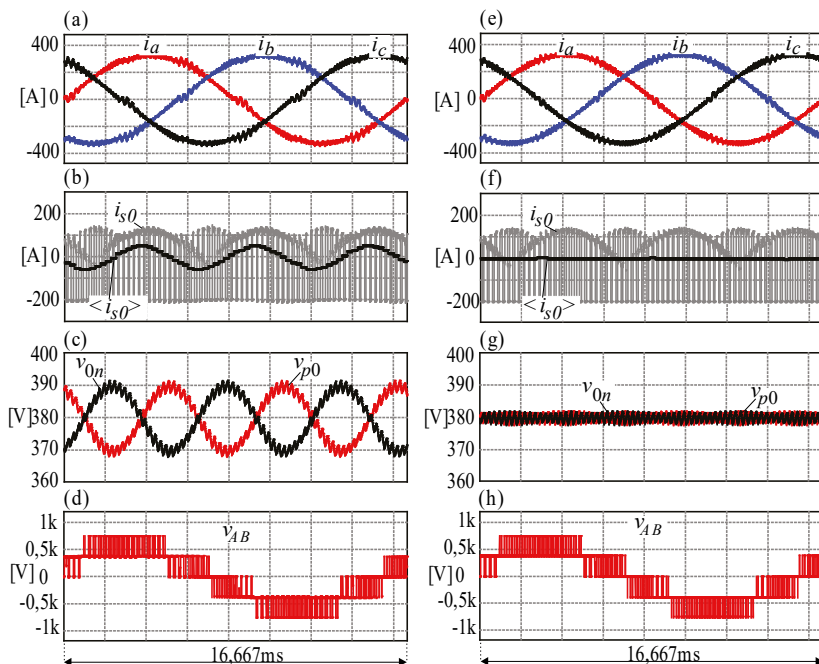 (a)
400
[A] 0
-400
i_a
i_b
i_c
(b)
200
[A] 0
-200
i_s0
<i_s0>
(c)
400
390
[V] 380
370
360
v_0n
v_p0
(d)
1k
0,5k
[V] 0
-0,5k
-1k
v_AB
16,667ms
(e)
400
[A] 0
-400
i_a
i_b
i_c
(f)
200
[A] 0
-200
i_s0
<i_s0>
(g)
400
390
[V] 380
370
360
v_0n
v_p0
(h)
1k
0,5k
[V] 0
-0,5k
-1k
v_AB
16,667ms